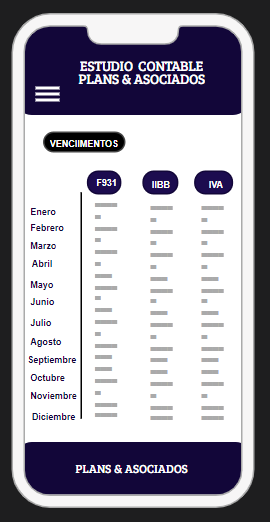 ESTUDIO CONTABLE
PLANS & ASOCIADOS
VENCIIMENTOS
F931 IIBB IVA
Enero
Febrero
Marzo
Abril
Mayo
Junio
Julio
Agosto
Septiembre
Octubre
Noviembre
Diciembre
PLANS & ASOCIADOS